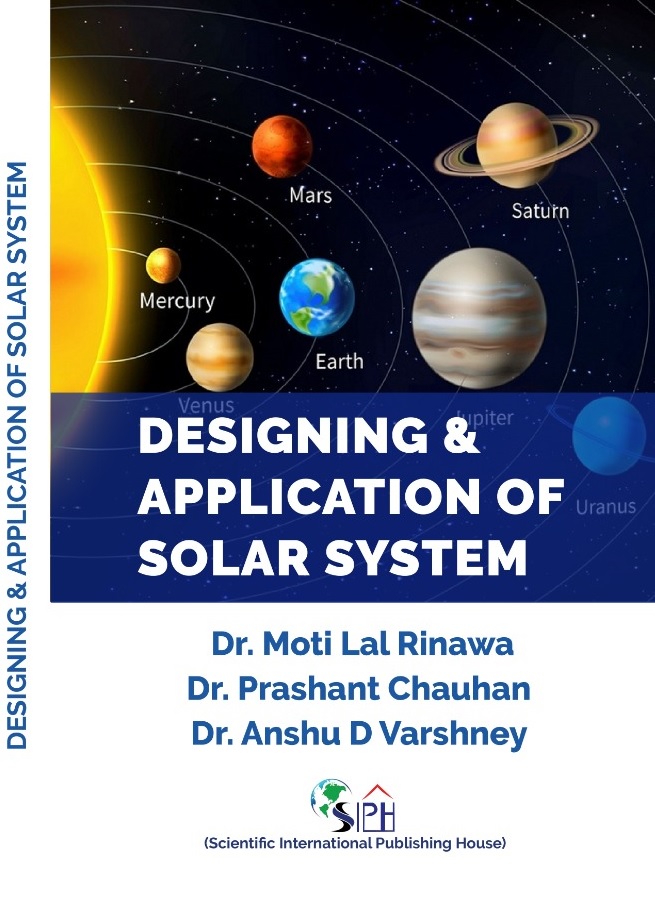 DESIGNING & APPLICATION OF SOLAR SYSTEM
Mars
Saturn
Mercury
Earth
Venus
Jupiter
DESIGNING &
APPLICATION OF
Uranus
SOLAR SYSTEM
Dr. Moti Lal Rinawa
Dr. Prashant Chauhan
Dr. Anshu D Varshney
SIPH
(Scientific International Publishing House)